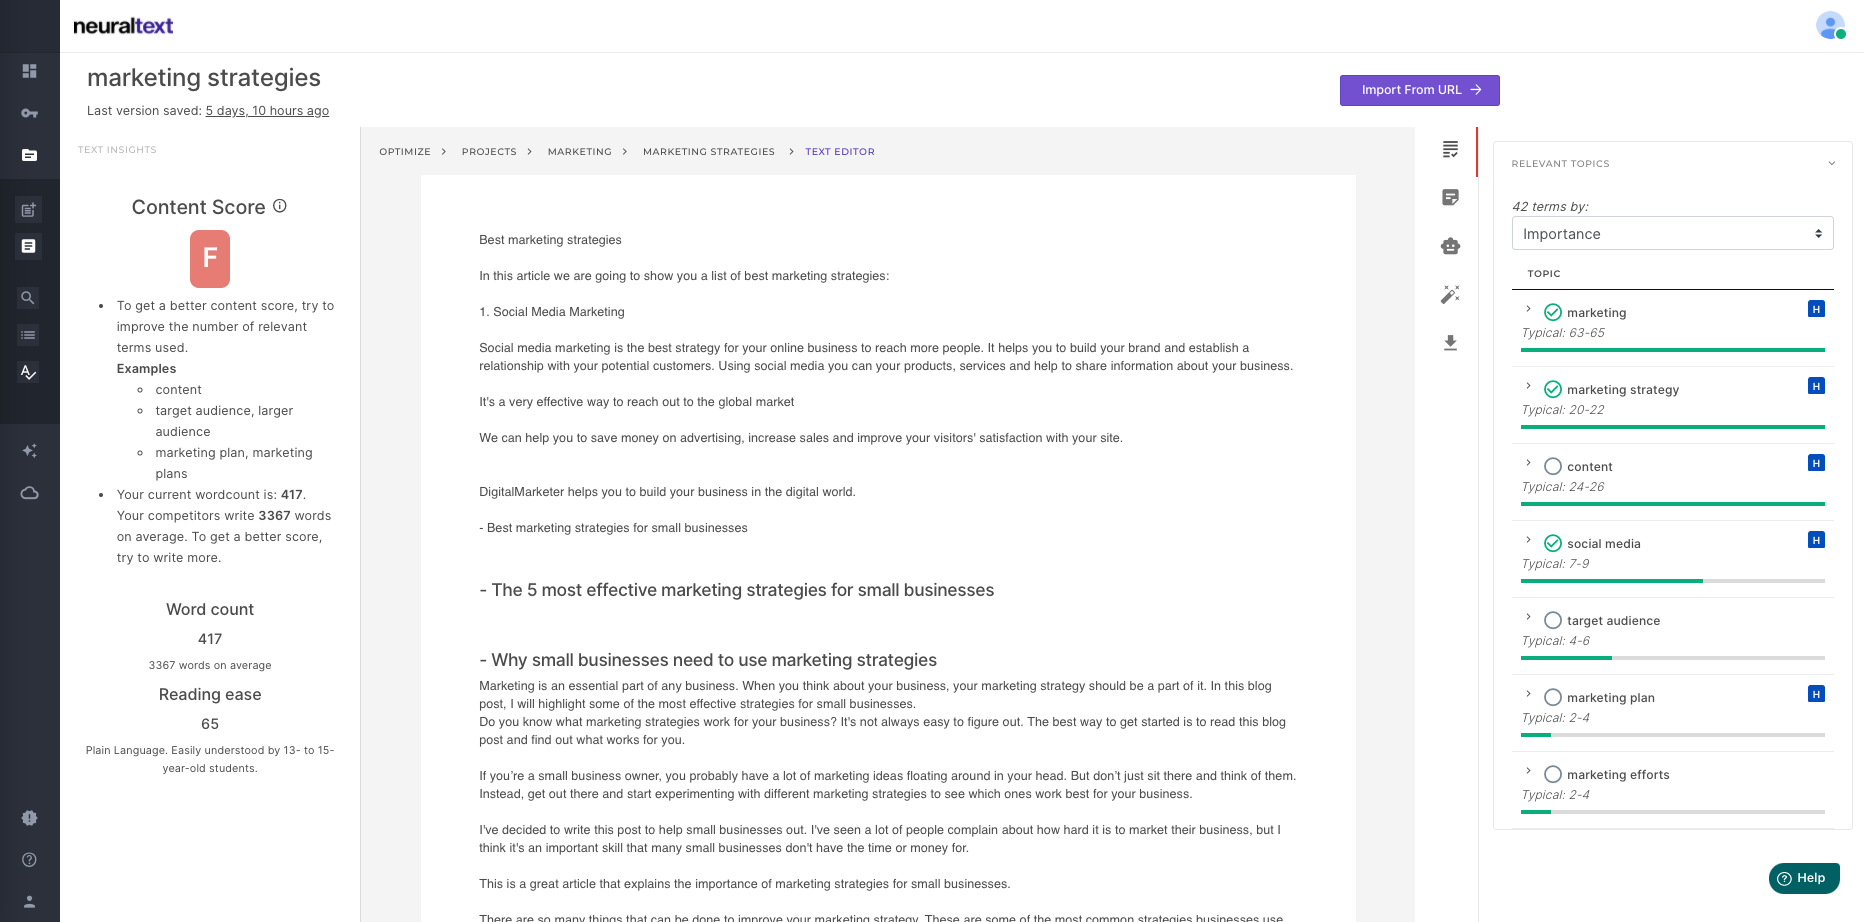 neuraltext
marketing strategies
Last version saved: 5 days, 10 hours ago
Import From URL
TEXT INSIGHTS
Content Score
F
To get a better content score, try to
improve the number of relevant
terms used.
Examples
content
target audience, larger
audience
marketing plan, marketing
plans
Your current wordcount is: 417.
Your competitors write 3367 words
on average. To get a better score,
try to write more.
Word count
417
3367 words on average
Reading ease
65
Plain Language. Easily understood by 13- to 15-
year-old students.
OPTIMIZE > PROJECTS > MARKETING > MARKETING STRATEGIES > TEXT EDITOR
Best marketing strategies
In this article we are going to show you a list of best marketing strategies:
1. Social Media Marketing
Social media marketing is the best strategy for your online business to reach more people. It helps you to build your brand and establish a
relationship with your potential customers. Using social media you can your products, services and help to share information about your business.
It's a very effective way to reach out to the global market
We can help you to save money on advertising, increase sales and improve your visitors' satisfaction with your site.
DigitalMarketer helps you to build your business in the digital world.
- Best marketing strategies for small businesses
- The 5 most effective marketing strategies for small businesses
- Why small businesses need to use marketing strategies
Marketing is an essential part of any business. When you think about your business, your marketing strategy should be a part of it. In this blog
post, I will highlight some of the most effective strategies for small businesses.
Do you know what marketing strategies work for your business? It's not always easy to figure out. The best way to get started is to read this blog
post and find out what works for you.
If you’re a small business owner, you probably have a lot of marketing ideas floating around in your head. But don’t just sit there and think of them.
Instead, get out there and start experimenting with different marketing strategies to see which ones work best for your business.
I've decided to write this post to help small businesses out. I've seen a lot of people complain about how hard it is to market their business, but I
think it's an important skill that many small businesses don't have the time or money for.
This is a great article that explains the importance of marketing strategies for small businesses.
There are so many things that can be done to improve your marketing strategy. These are some of the most common strategies businesses use
RELEVANT TOPICS
42 terms by:
Importance
TOPIC
marketing H
Typical: 63-65
marketing strategy H
Typical: 20-22
content H
Typical: 24-26
social media H
Typical: 7-9
target audience H
Typical: 4-6
marketing plan H
Typical: 2-4
marketing efforts
Typical: 2-4
Help